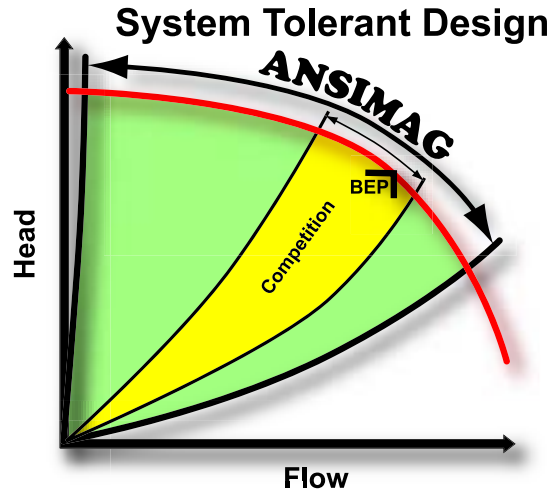 System Tolerant Design
ANSIMAG
BEP
Competition
Head
Flow